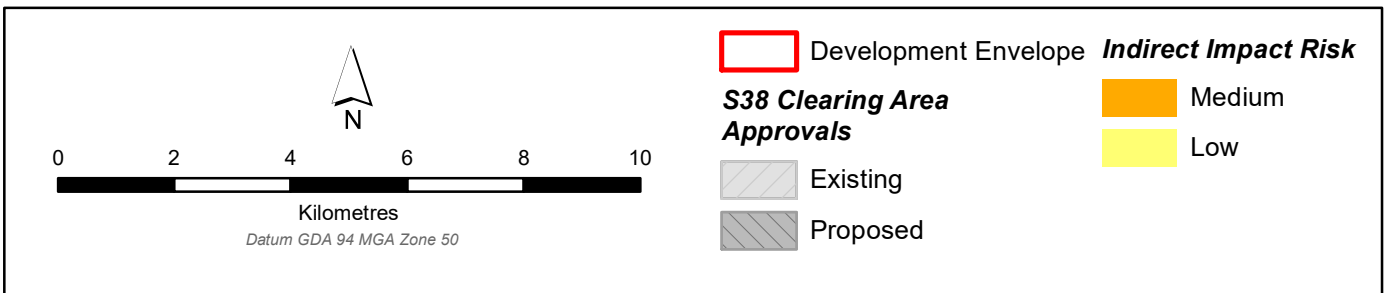 N
0 2 4 6 8 10
Kilometres
Datum GDA 94 MGA Zone 50
Development Envelope
S38 Clearing Area
Approvals
Existing
Proposed
Indirect Impact Risk
Medium
Low